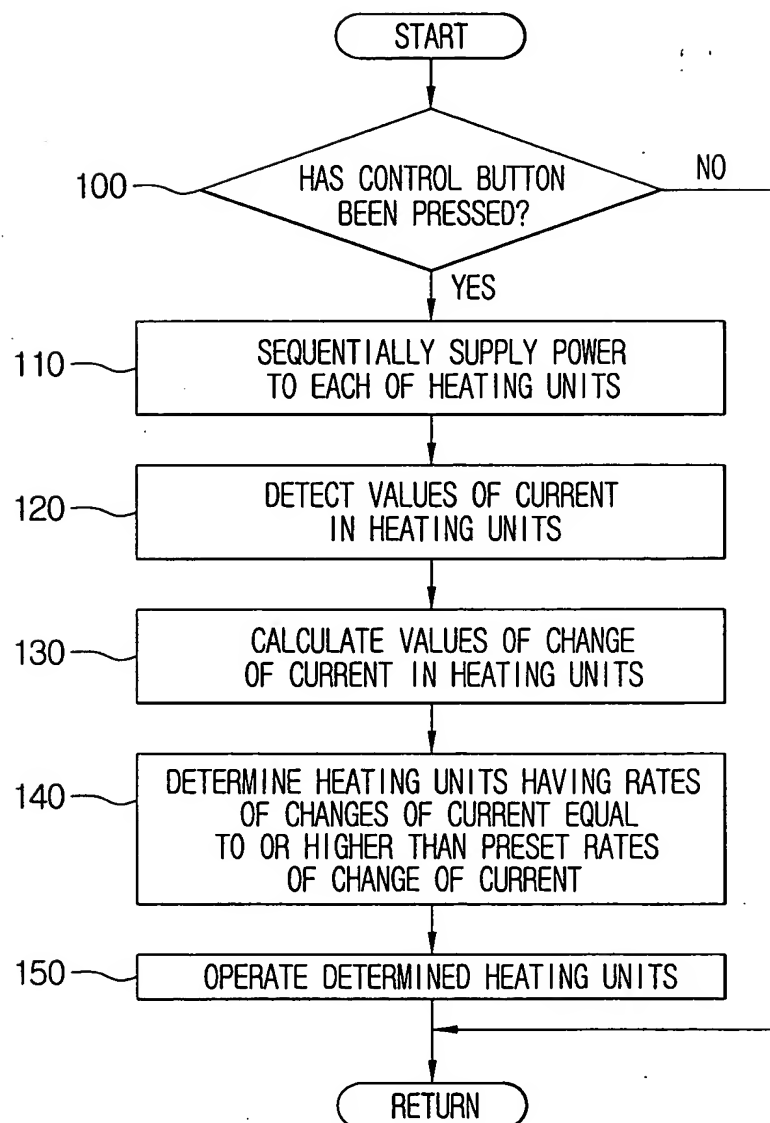 START
100
HAS CONTROL BUTTON
BEEN PRESSED?
NO
YES
110
SEQUENTIALLY SUPPLY POWER
TO EACH OF HEATING UNITS
120
DETECT VALUES OF CURRENT
IN HEATING UNITS
130
CALCULATE VALUES OF CHANGE
OF CURRENT IN HEATING UNITS
140
DETERMINE HEATING UNITS HAVING RATES
OF CHANGES OF CURRENT EQUAL
TO OR HIGHER THAN PRESET RATES
OF CHANGE OF CURRENT
150
OPERATE DETERMINED HEATING UNITS
RETURN